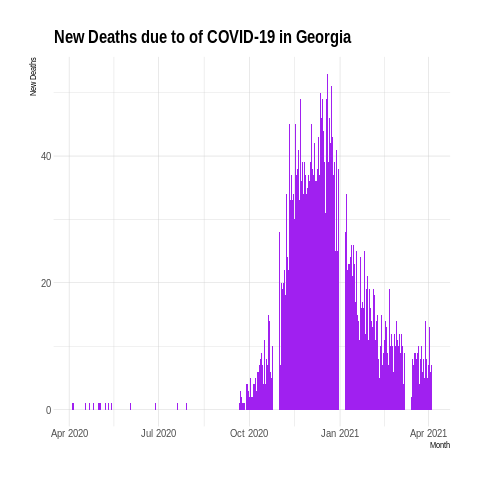 New Deaths due to of COVID-19 in Georgia
New Deaths
40
20
0
Apr 2020 Jul 2020 Oct 2020 Jan 2021 Apr 2021
Month